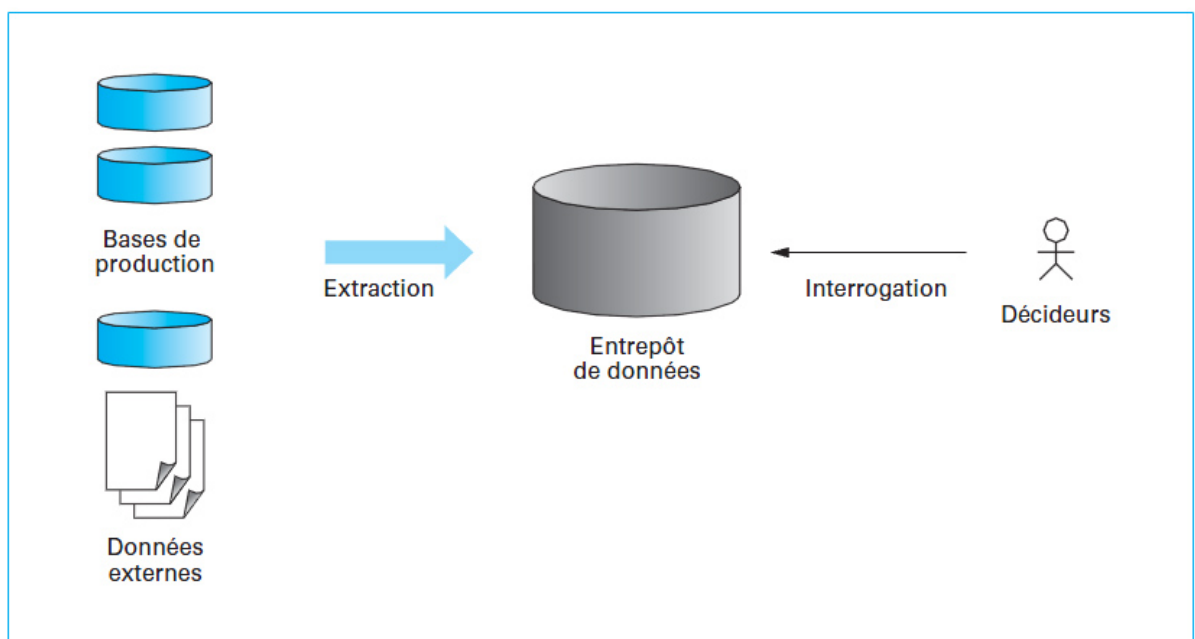 Bases de
production
Extraction
Données
externes
Entrepôt
de données
Interrogation
Décideurs